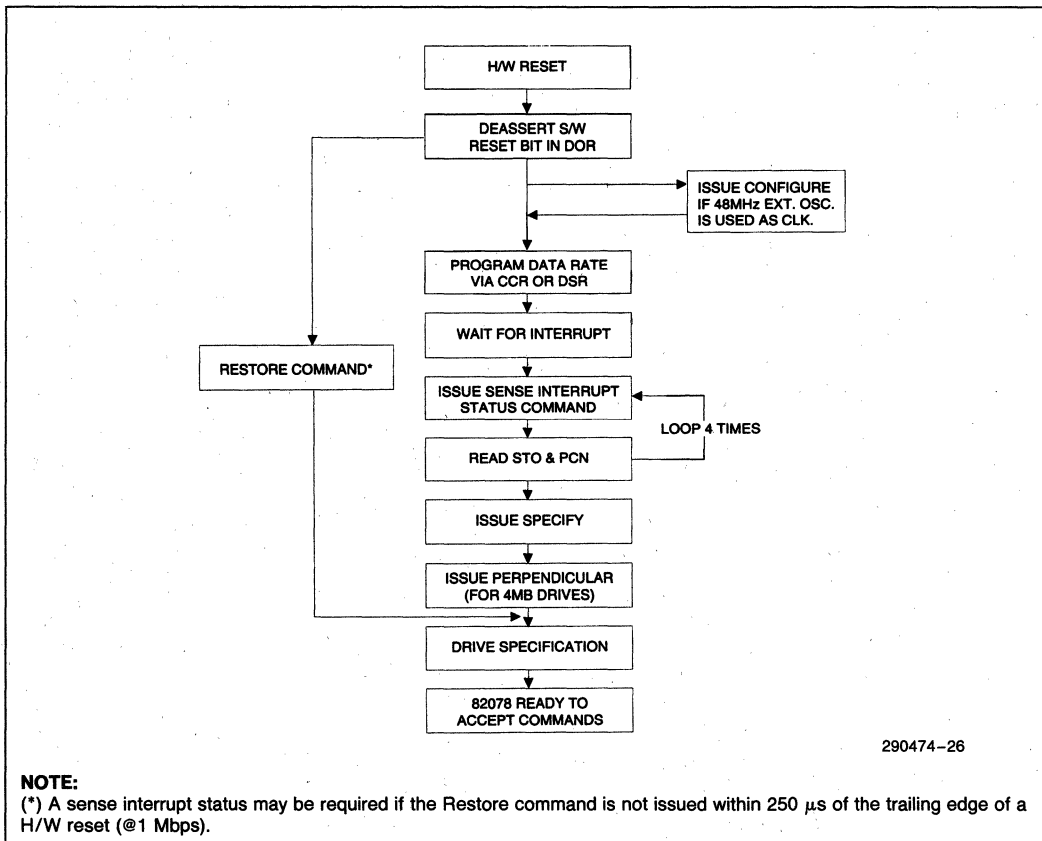 H/W RESET
DEASSERT S/W
RESET BIT IN DOR
ISSUE CONFIGURE
IF 48MHz EXT. OSC.
IS USED AS CLK.
PROGRAM DATA RATE
VIA CCR OR DSR
WAIT FOR INTERRUPT
RESTORE COMMAND*
ISSUE SENSE INTERRUPT
STATUS COMMAND
LOOP 4 TIMES
READ STO & PCN
ISSUE SPECIFY
ISSUE PERPENDICULAR
(FOR 4MB DRIVES)
DRIVE SPECIFICATION
82078 READY TO
ACCEPT COMMANDS
290474–26
NOTE:
(*) A sense interrupt status may be required if the Restore command is not issued within 250 μs of the trailing edge of a
H/W reset (@1 Mbps).